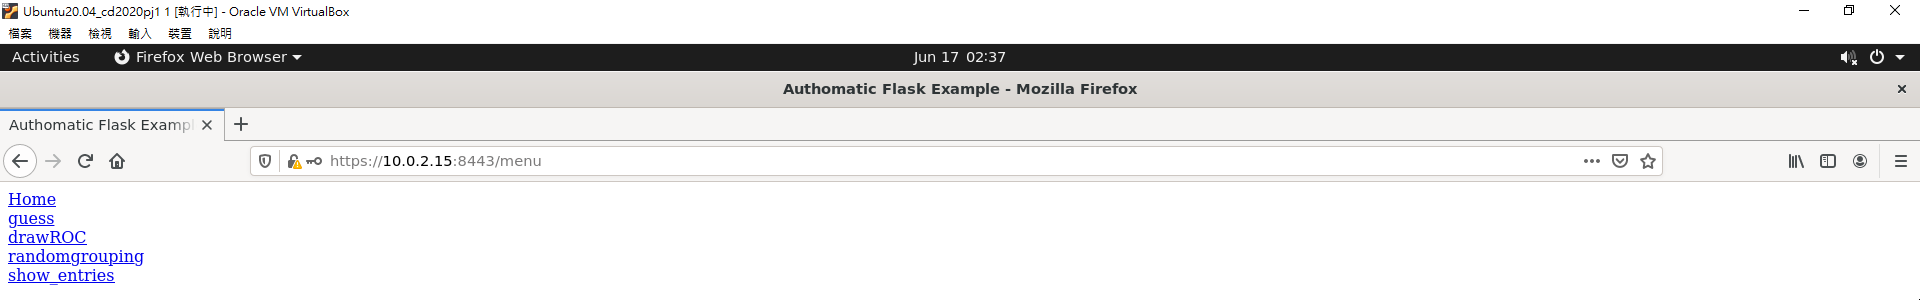 Ubuntu20.04_cd2020pj1 1 [執行中] - Oracle VM VirtualBox
檔案 機器 檢視 輸入 裝置 說明
Activities Firefox Web Browser Jun 17 02:37
Authomatic Flask Example - Mozilla Firefox
Authomatic Flask Exampl
https://10.0.2.15:8443/menu
Home
guess
drawROC
randomgrouping
show_entries